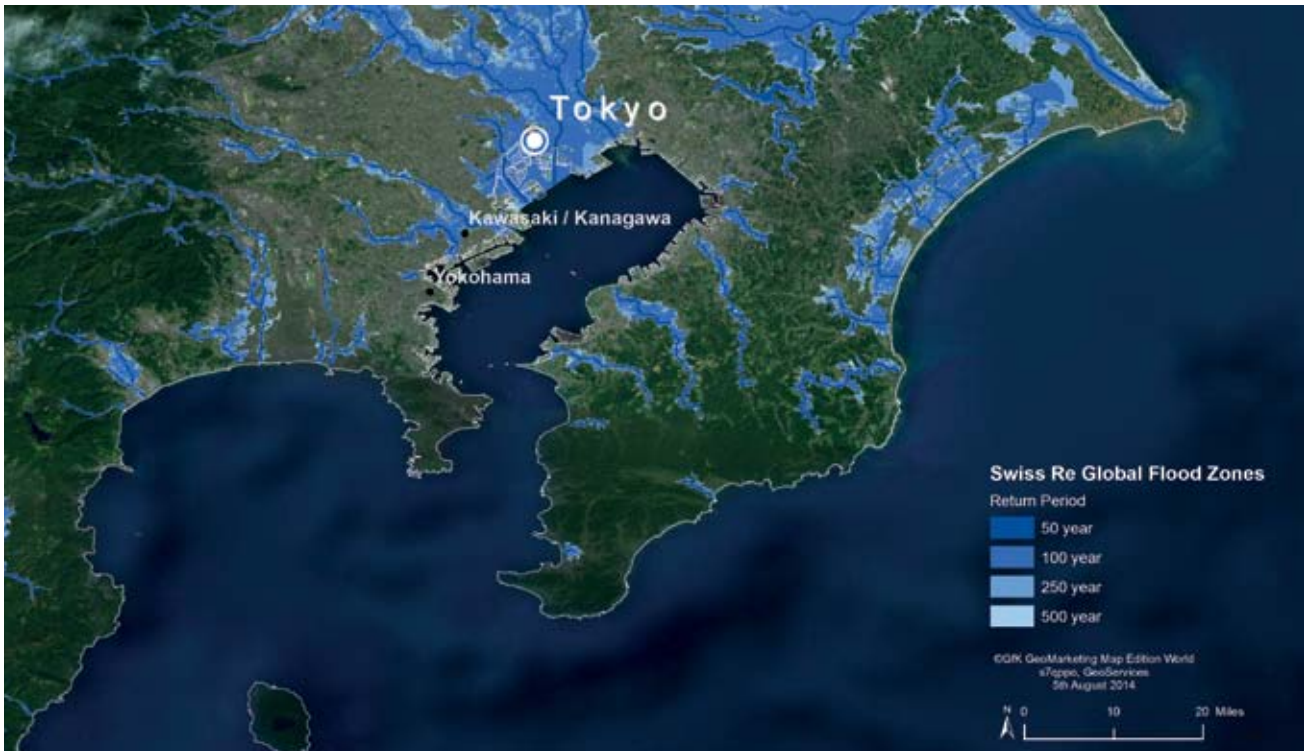 Tokyo
Kawasaki / Kanagawa
Yokohama
Swiss Re Global Flood Zones
Return Period
50 year
100 year
250 year
500 year
©GfK GeoMarketing Map Edition World
GeoServices
5th August 2014
N 0 10 20 Miles